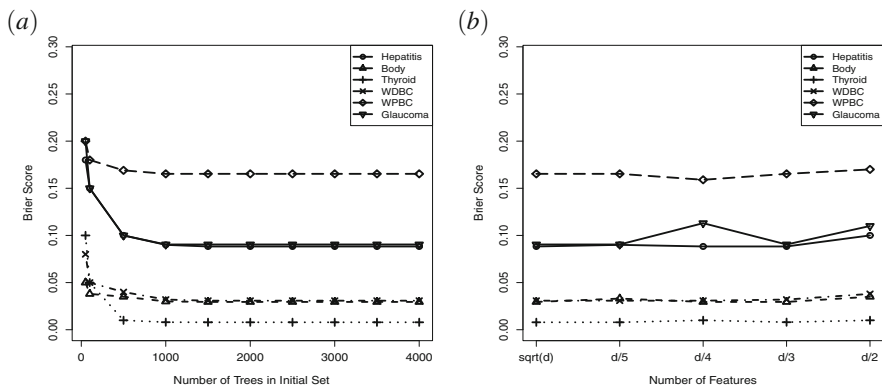 (a)
(b)
Brier Score
0.30
0.25
0.20
0.15
0.10
0.05
0.00
Hepatitis
Body
Thyroid
WDBC
WPBC
Glaucoma
0 1000 2000 3000 4000
Number of Trees in Initial Set
Brier Score
0.30
0.25
0.20
0.15
0.10
0.05
0.00
Hepatitis
Body
Thyroid
WDBC
WPBC
Glaucoma
sqrt(d) d/5 d/4 d/3 d/2
Number of Features